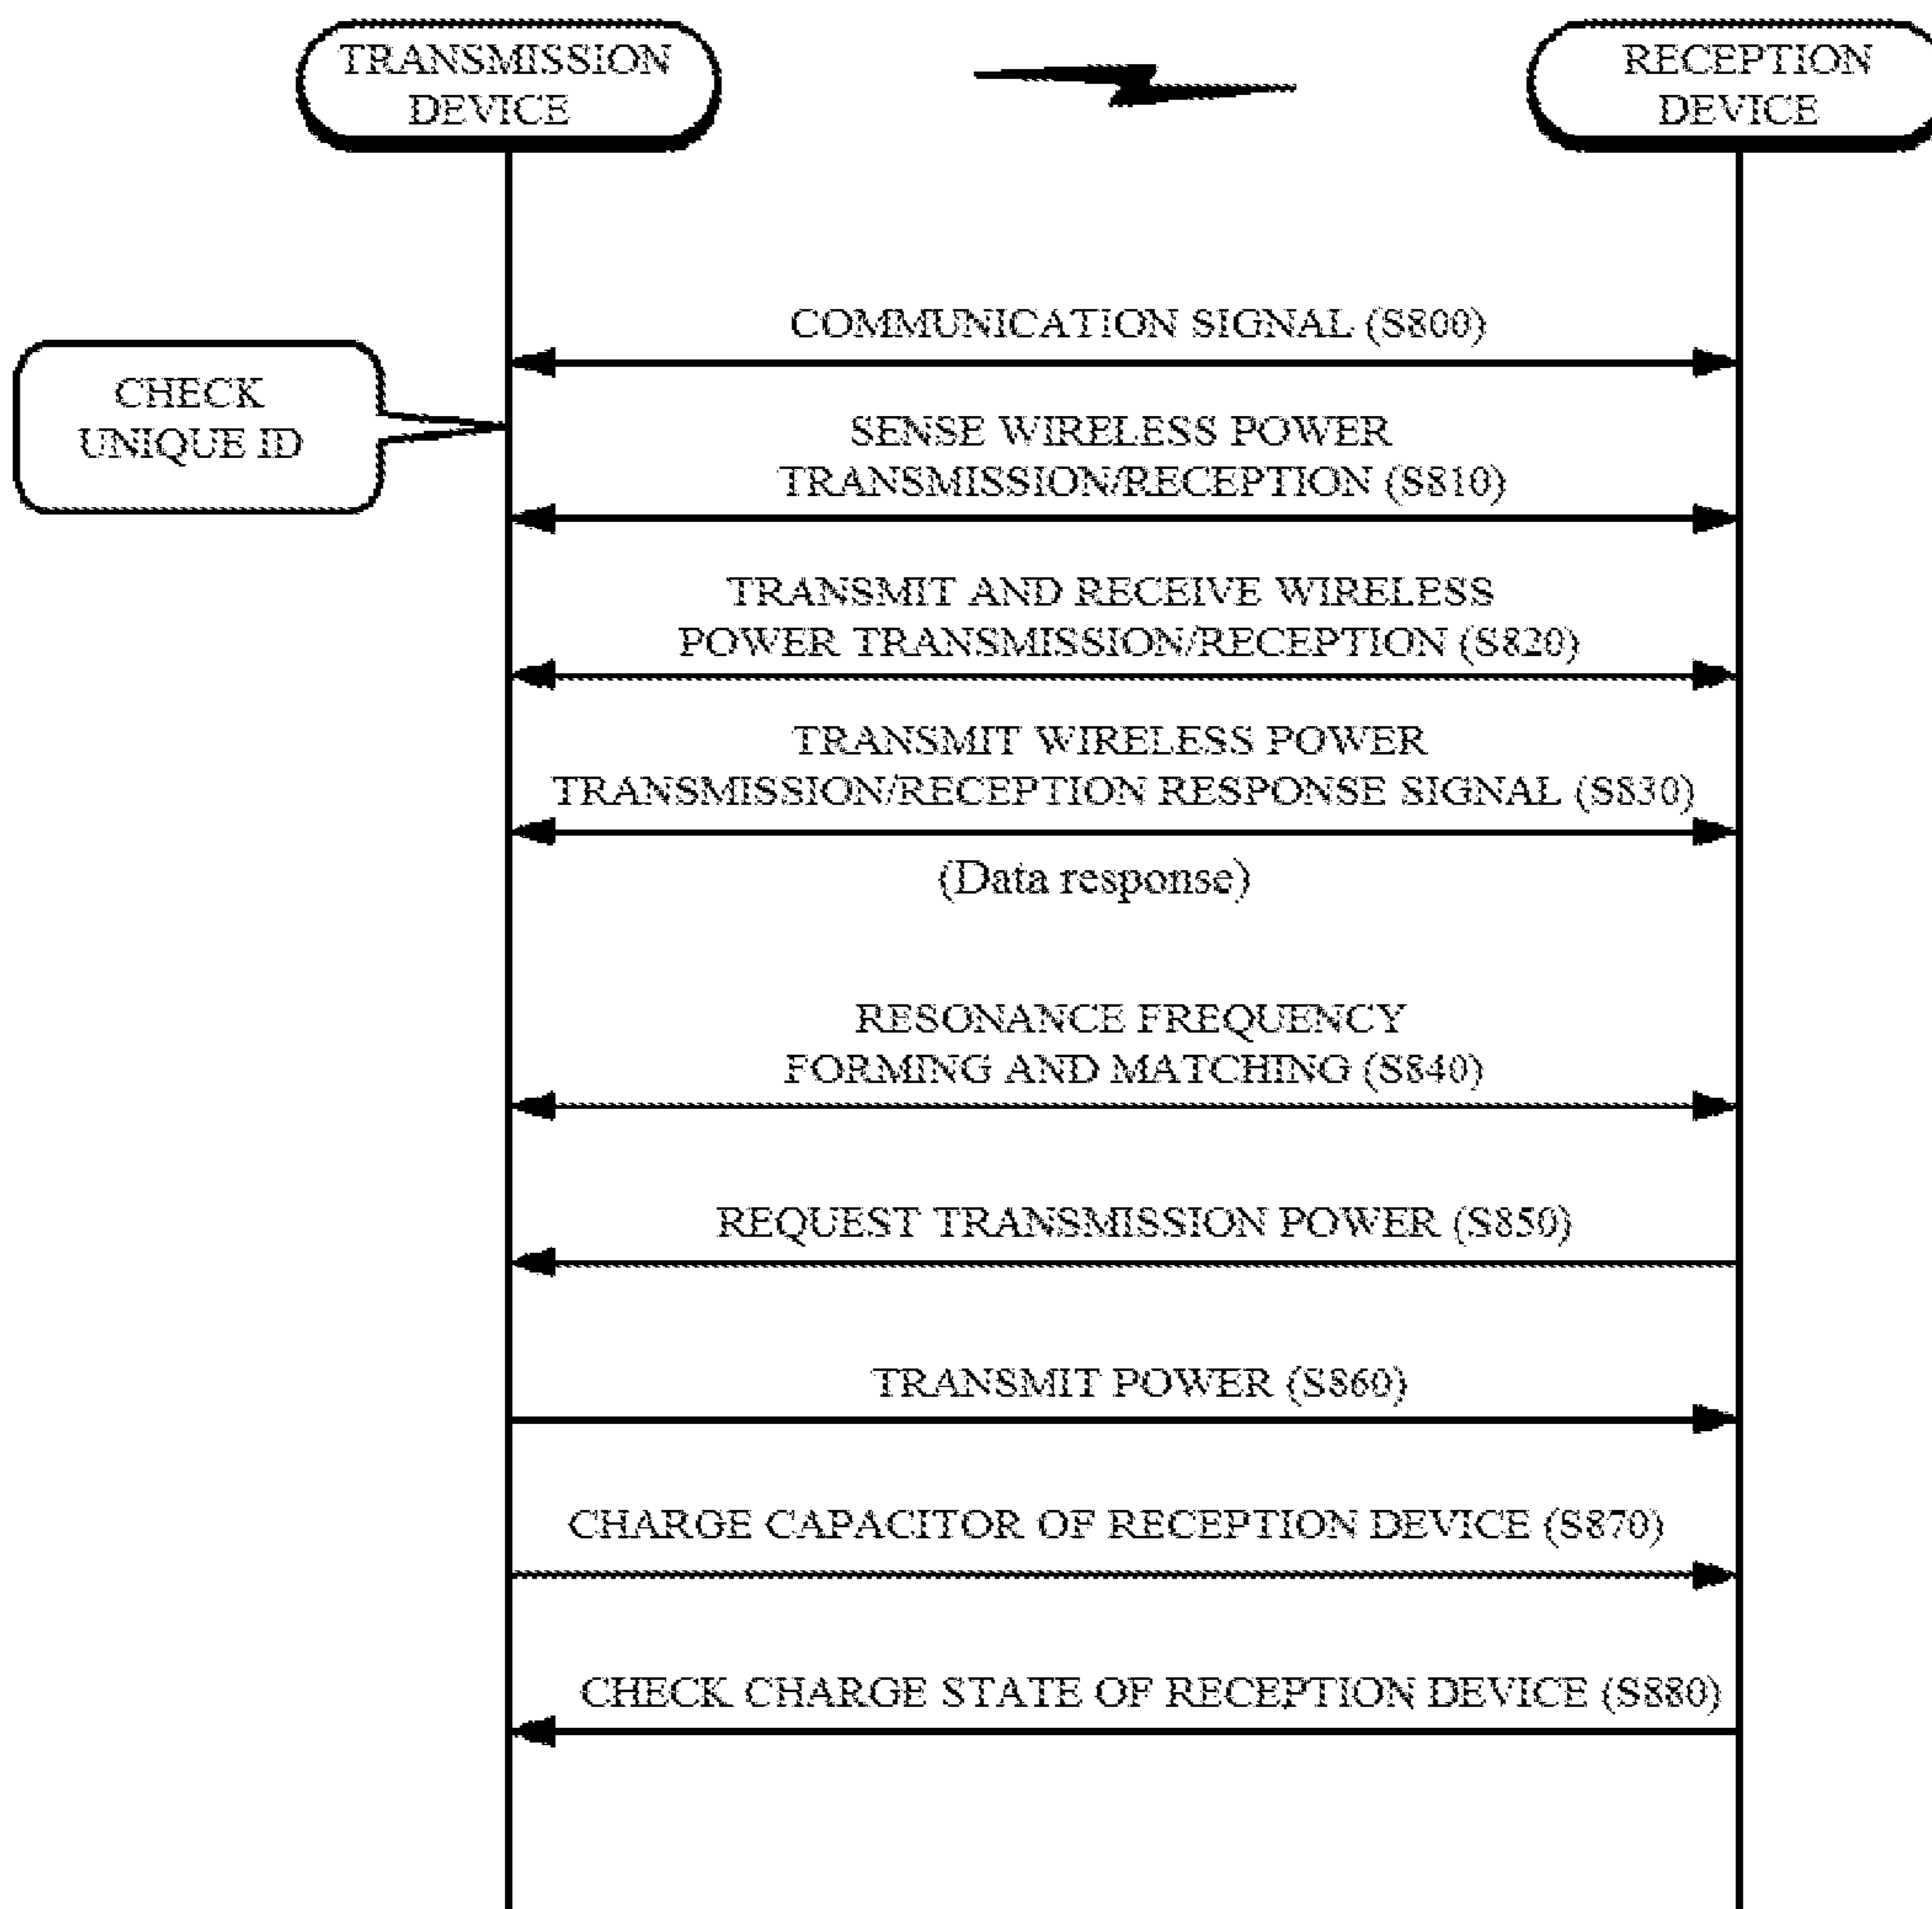 TRANSMISSION
DEVICE
RECEPTION
DEVICE
COMMUNICATION SIGNAL (S800)
CHECK
UNIQUE ID
SENSE WIRELESS POWER
TRANSMISSION/RECEPTION (S810)
TRANSMIT AND RECEIVE WIRELESS
POWER TRANSMISSION/RECEPTION (S820)
TRANSMIT WIRELESS POWER
TRANSMISSION/RECEPTION RESPONSE SIGNAL (S830)
(Data response)
RESONANCE FREQUENCY
FORMING AND MATCHING (S840)
REQUEST TRANSMISSION POWER (S850)
TRANSMIT POWER (S860)
CHARGE CAPACITOR OF RECEPTION DEVICE (S870)
CHECK CHARGE STATE OF RECEPTION DEVICE (S880)